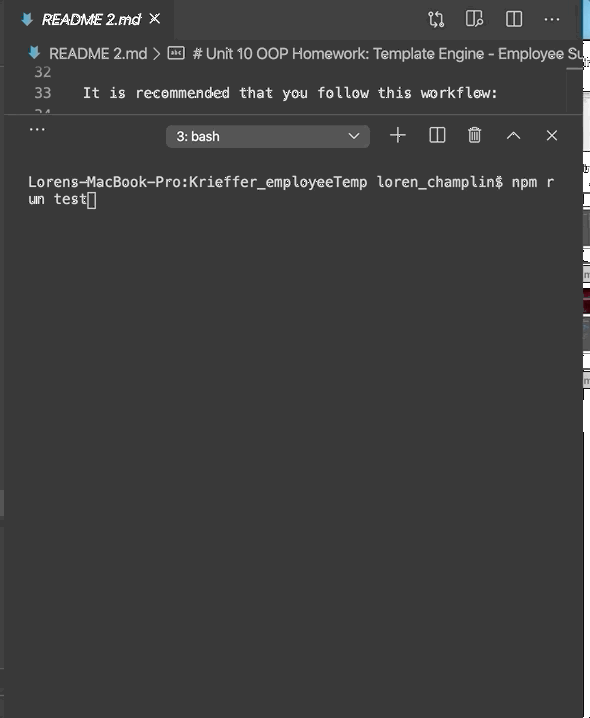 README 2.md
README 2.md > # Unit 10 OOP Homework: Template Engine - Employee Su
32
33 It is recommended that you follow this workflow:
3: bash
Lorens-MacBook-Pro:Krieffer_employeeTemp loren_champlin$ npm r
un test